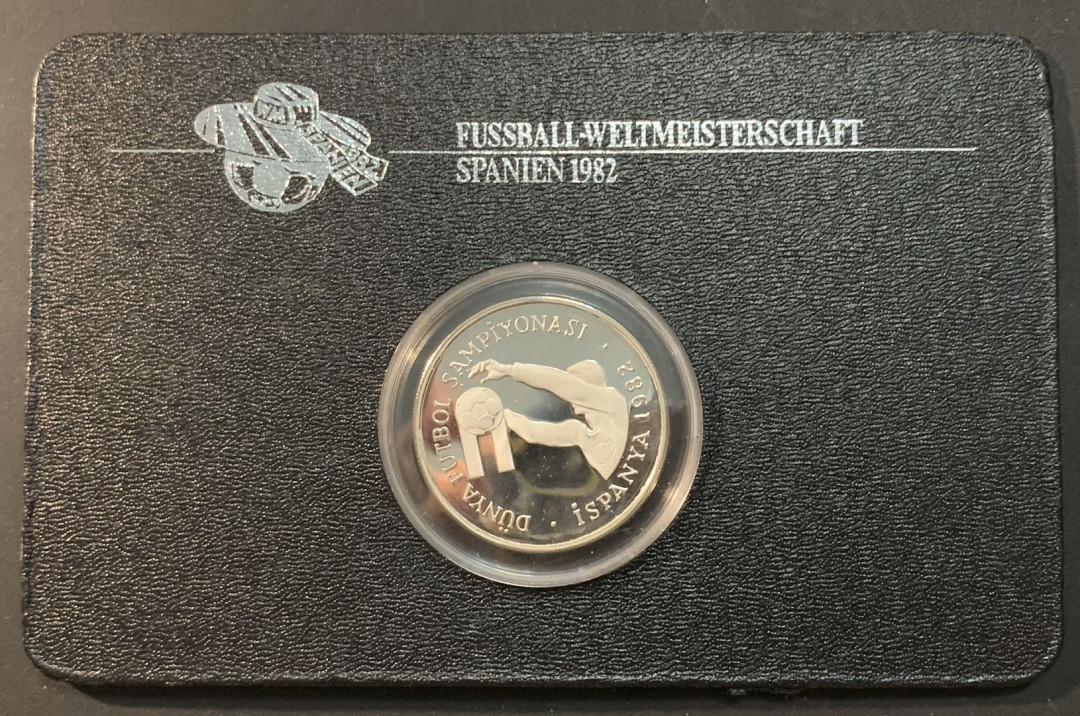 FUSSBALL-WELTMEISTERSCHAFT
SPANIEN 1982
DÜNYA FUTBOL ŞAMPİYONASI · İSPANYA 1982 ·